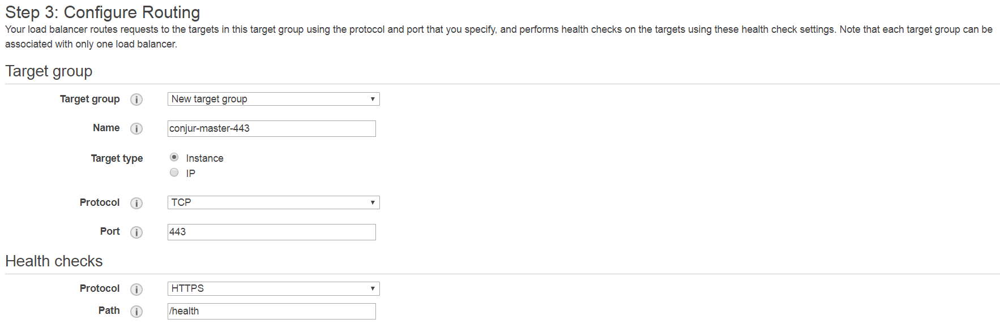 Step 3: Configure Routing
Your load balancer routes requests to the targets in this target group using the protocol and port that you specify, and performs health checks on the targets using these health check settings. Note that each target group can be
associated with only one load balancer.
Target group
Target group i New target group
Name i conjur-master-443
Target type Instance
IP
Protocol i TCP
Port i 443
Health checks
Protocol i HTTPS
Path i /health